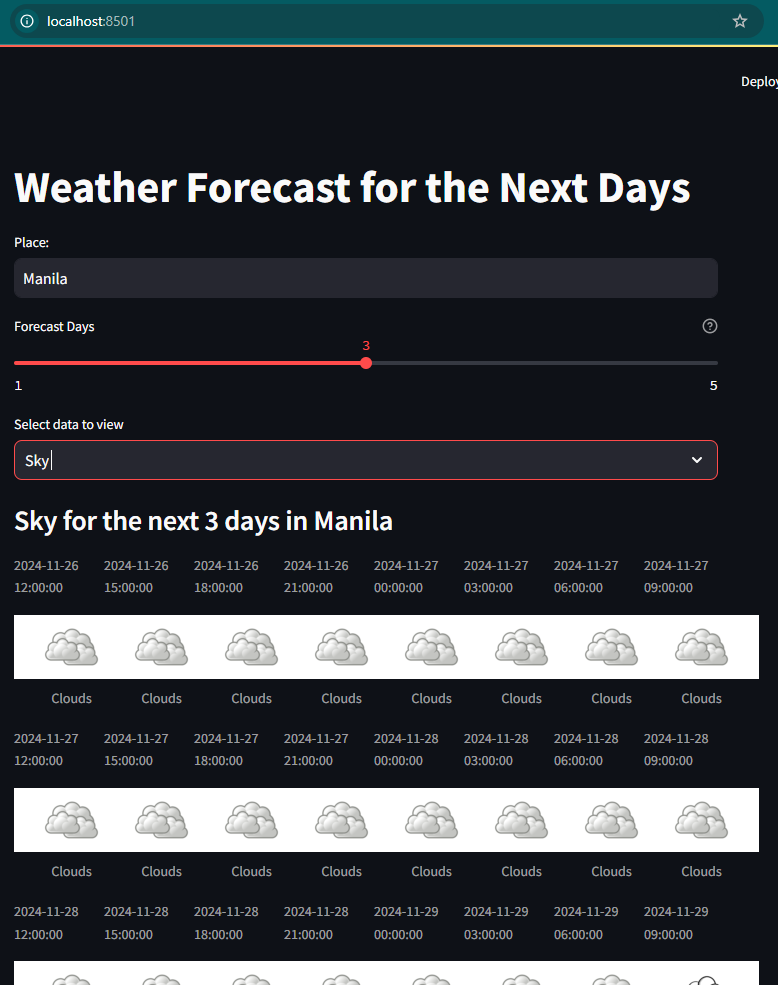 localhost:8501
Deploy
Weather Forecast for the Next Days
Place:
Manila
Forecast Days
3
1 5
Select data to view
Sky
Sky for the next 3 days in Manila
2024-11-26 2024-11-26 2024-11-26 2024-11-26 2024-11-27 2024-11-27 2024-11-27 2024-11-27
12:00:00 15:00:00 18:00:00 21:00:00 00:00:00 03:00:00 06:00:00 09:00:00
Clouds Clouds Clouds Clouds Clouds Clouds Clouds Clouds
2024-11-27 2024-11-27 2024-11-27 2024-11-27 2024-11-28 2024-11-28 2024-11-28 2024-11-28
12:00:00 15:00:00 18:00:00 21:00:00 00:00:00 03:00:00 06:00:00 09:00:00
Clouds Clouds Clouds Clouds Clouds Clouds Clouds Clouds
2024-11-28 2024-11-28 2024-11-28 2024-11-28 2024-11-29 2024-11-29 2024-11-29 2024-11-29
12:00:00 15:00:00 18:00:00 21:00:00 00:00:00 03:00:00 06:00:00 09:00:00